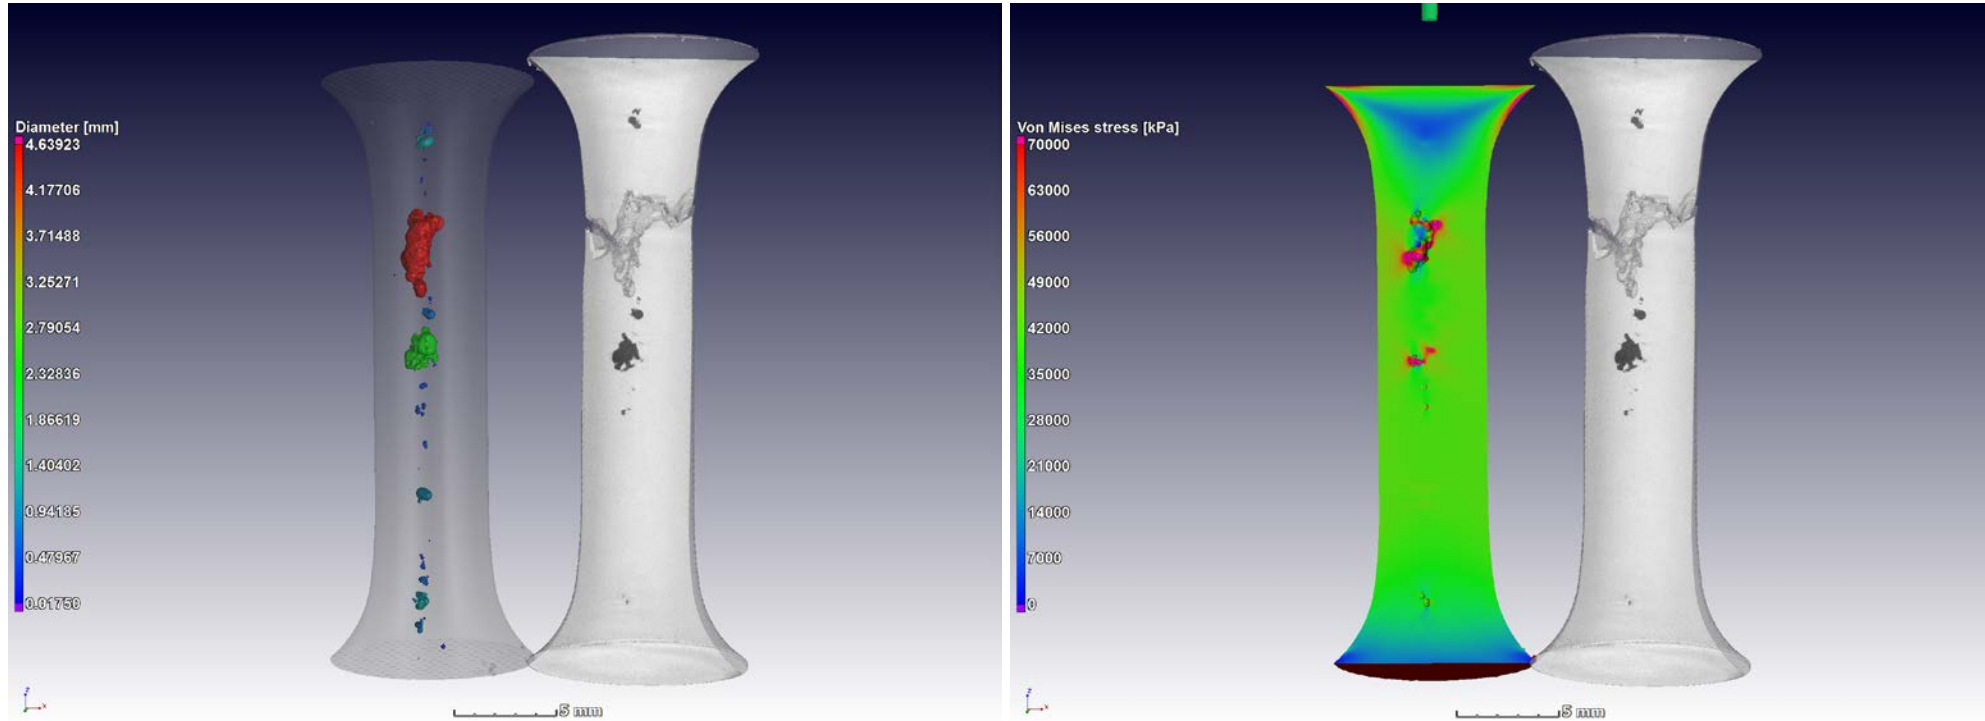 Diameter [mm]
4.63923
4.17706
3.71488
3.25271
2.79054
2.32836
1.86619
1.40402
0.94185
0.47967
0.01750
z
x
5 mm
Von Mises stress [kPa]
70000
63000
56000
49000
42000
35000
28000
21000
14000
7000
0
z
x
5 mm